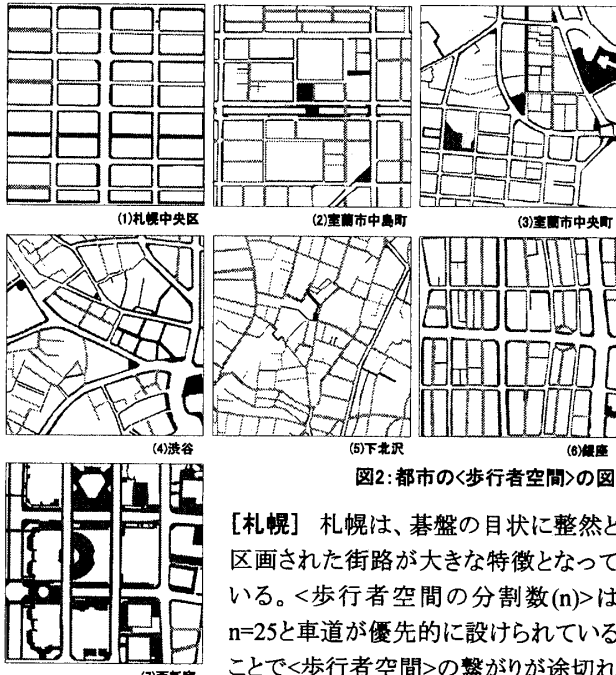 (1)札幌中央区
(2)室蘭市中島町
(3)室蘭市中央町
(4)渋谷
(5)下北沢
(6)銀座
図2:都市の<歩行者空間>の図
[札幌] 札幌は、碁盤の目状に整然と
区画された街路が大きな特徴となって
いる。<歩行者空間の分割数(n)>は
n=25と車道が優先的に設けられている
ことで<歩行者空間>の繋がりが途切れ